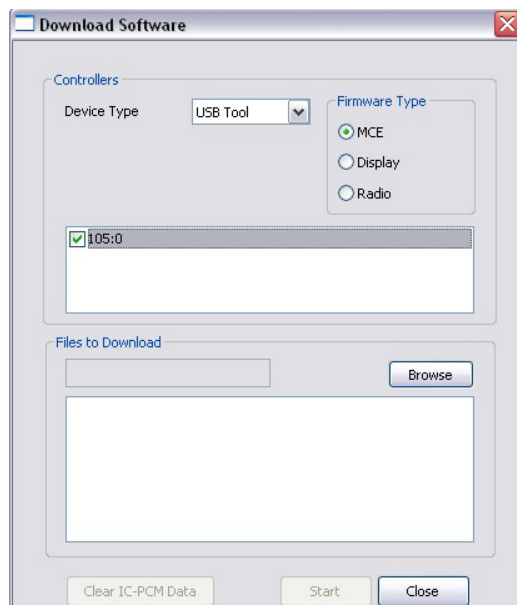 Download Software
Controllers
Device Type
USB Tool
Firmware Type
MCE
Display
Radio
105:0
Files to Download
Browse
Clear IC-PCM Data
Start
Close